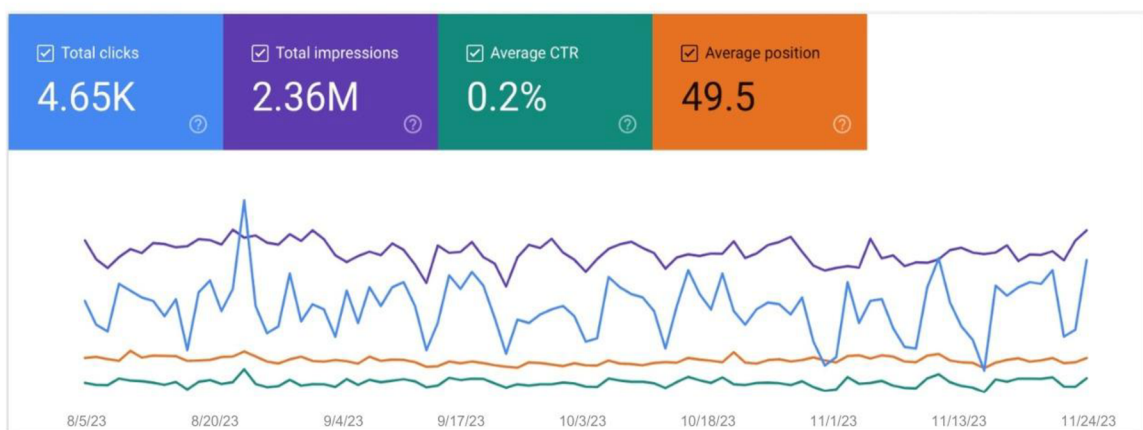 Total clicks
4.65K
Total impressions
2.36M
Average CTR
0.2%
Average position
49.5
8/5/23 8/20/23 9/4/23 9/17/23 10/3/23 10/18/23 11/1/23 11/13/23 11/24/23